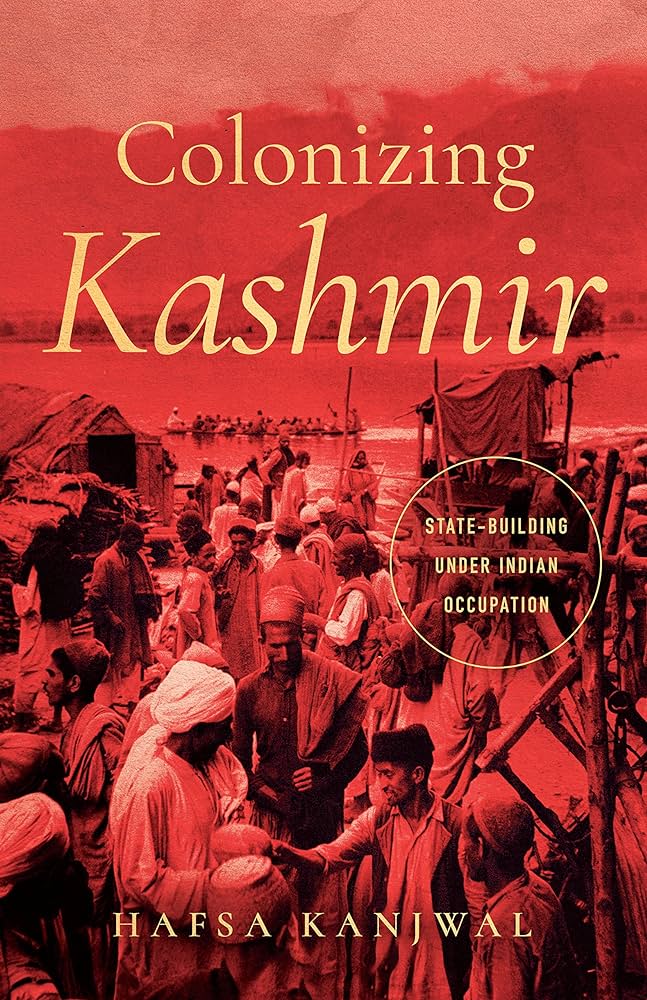 Colonizing
Kashmir
STATE-BUILDING
UNDER INDIAN
OCCUPATION
HAFSA KANJWAL